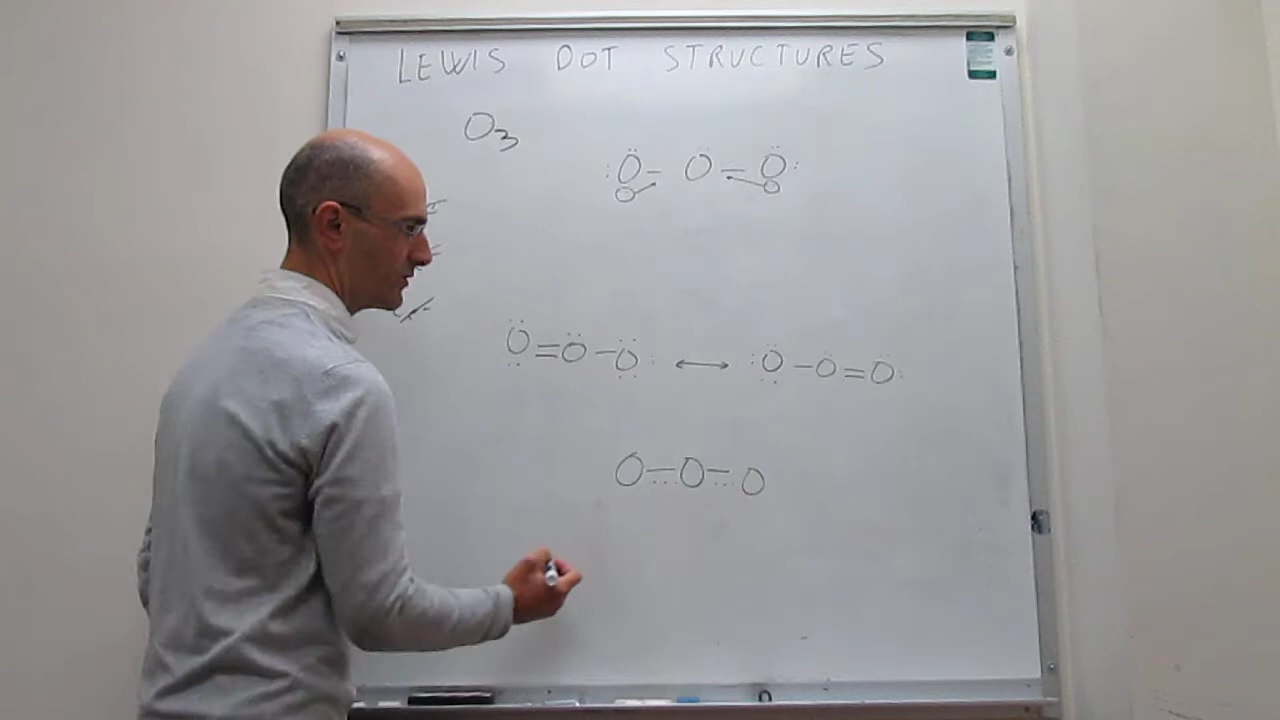 LEWIS DOT STRUCTURES
O₃
:Ö – O = Ö:
O=O–O: ↔ :O–O=O:
O–O–O